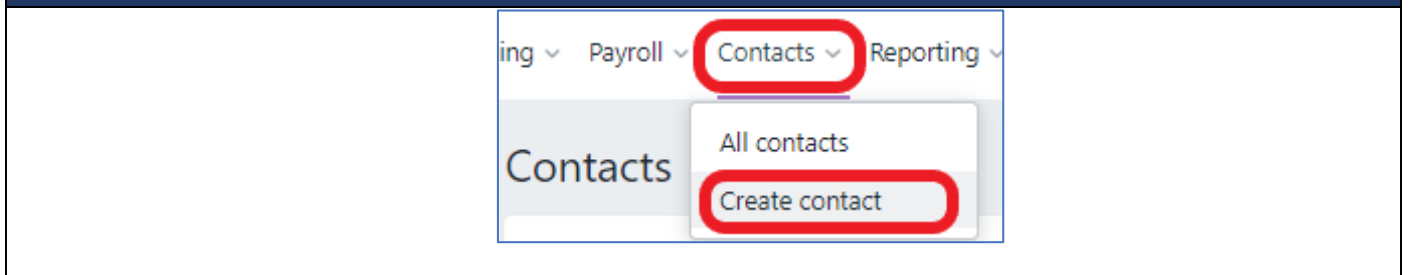 ing Payroll Contacts Reporting
All contacts
Contacts
Create contact